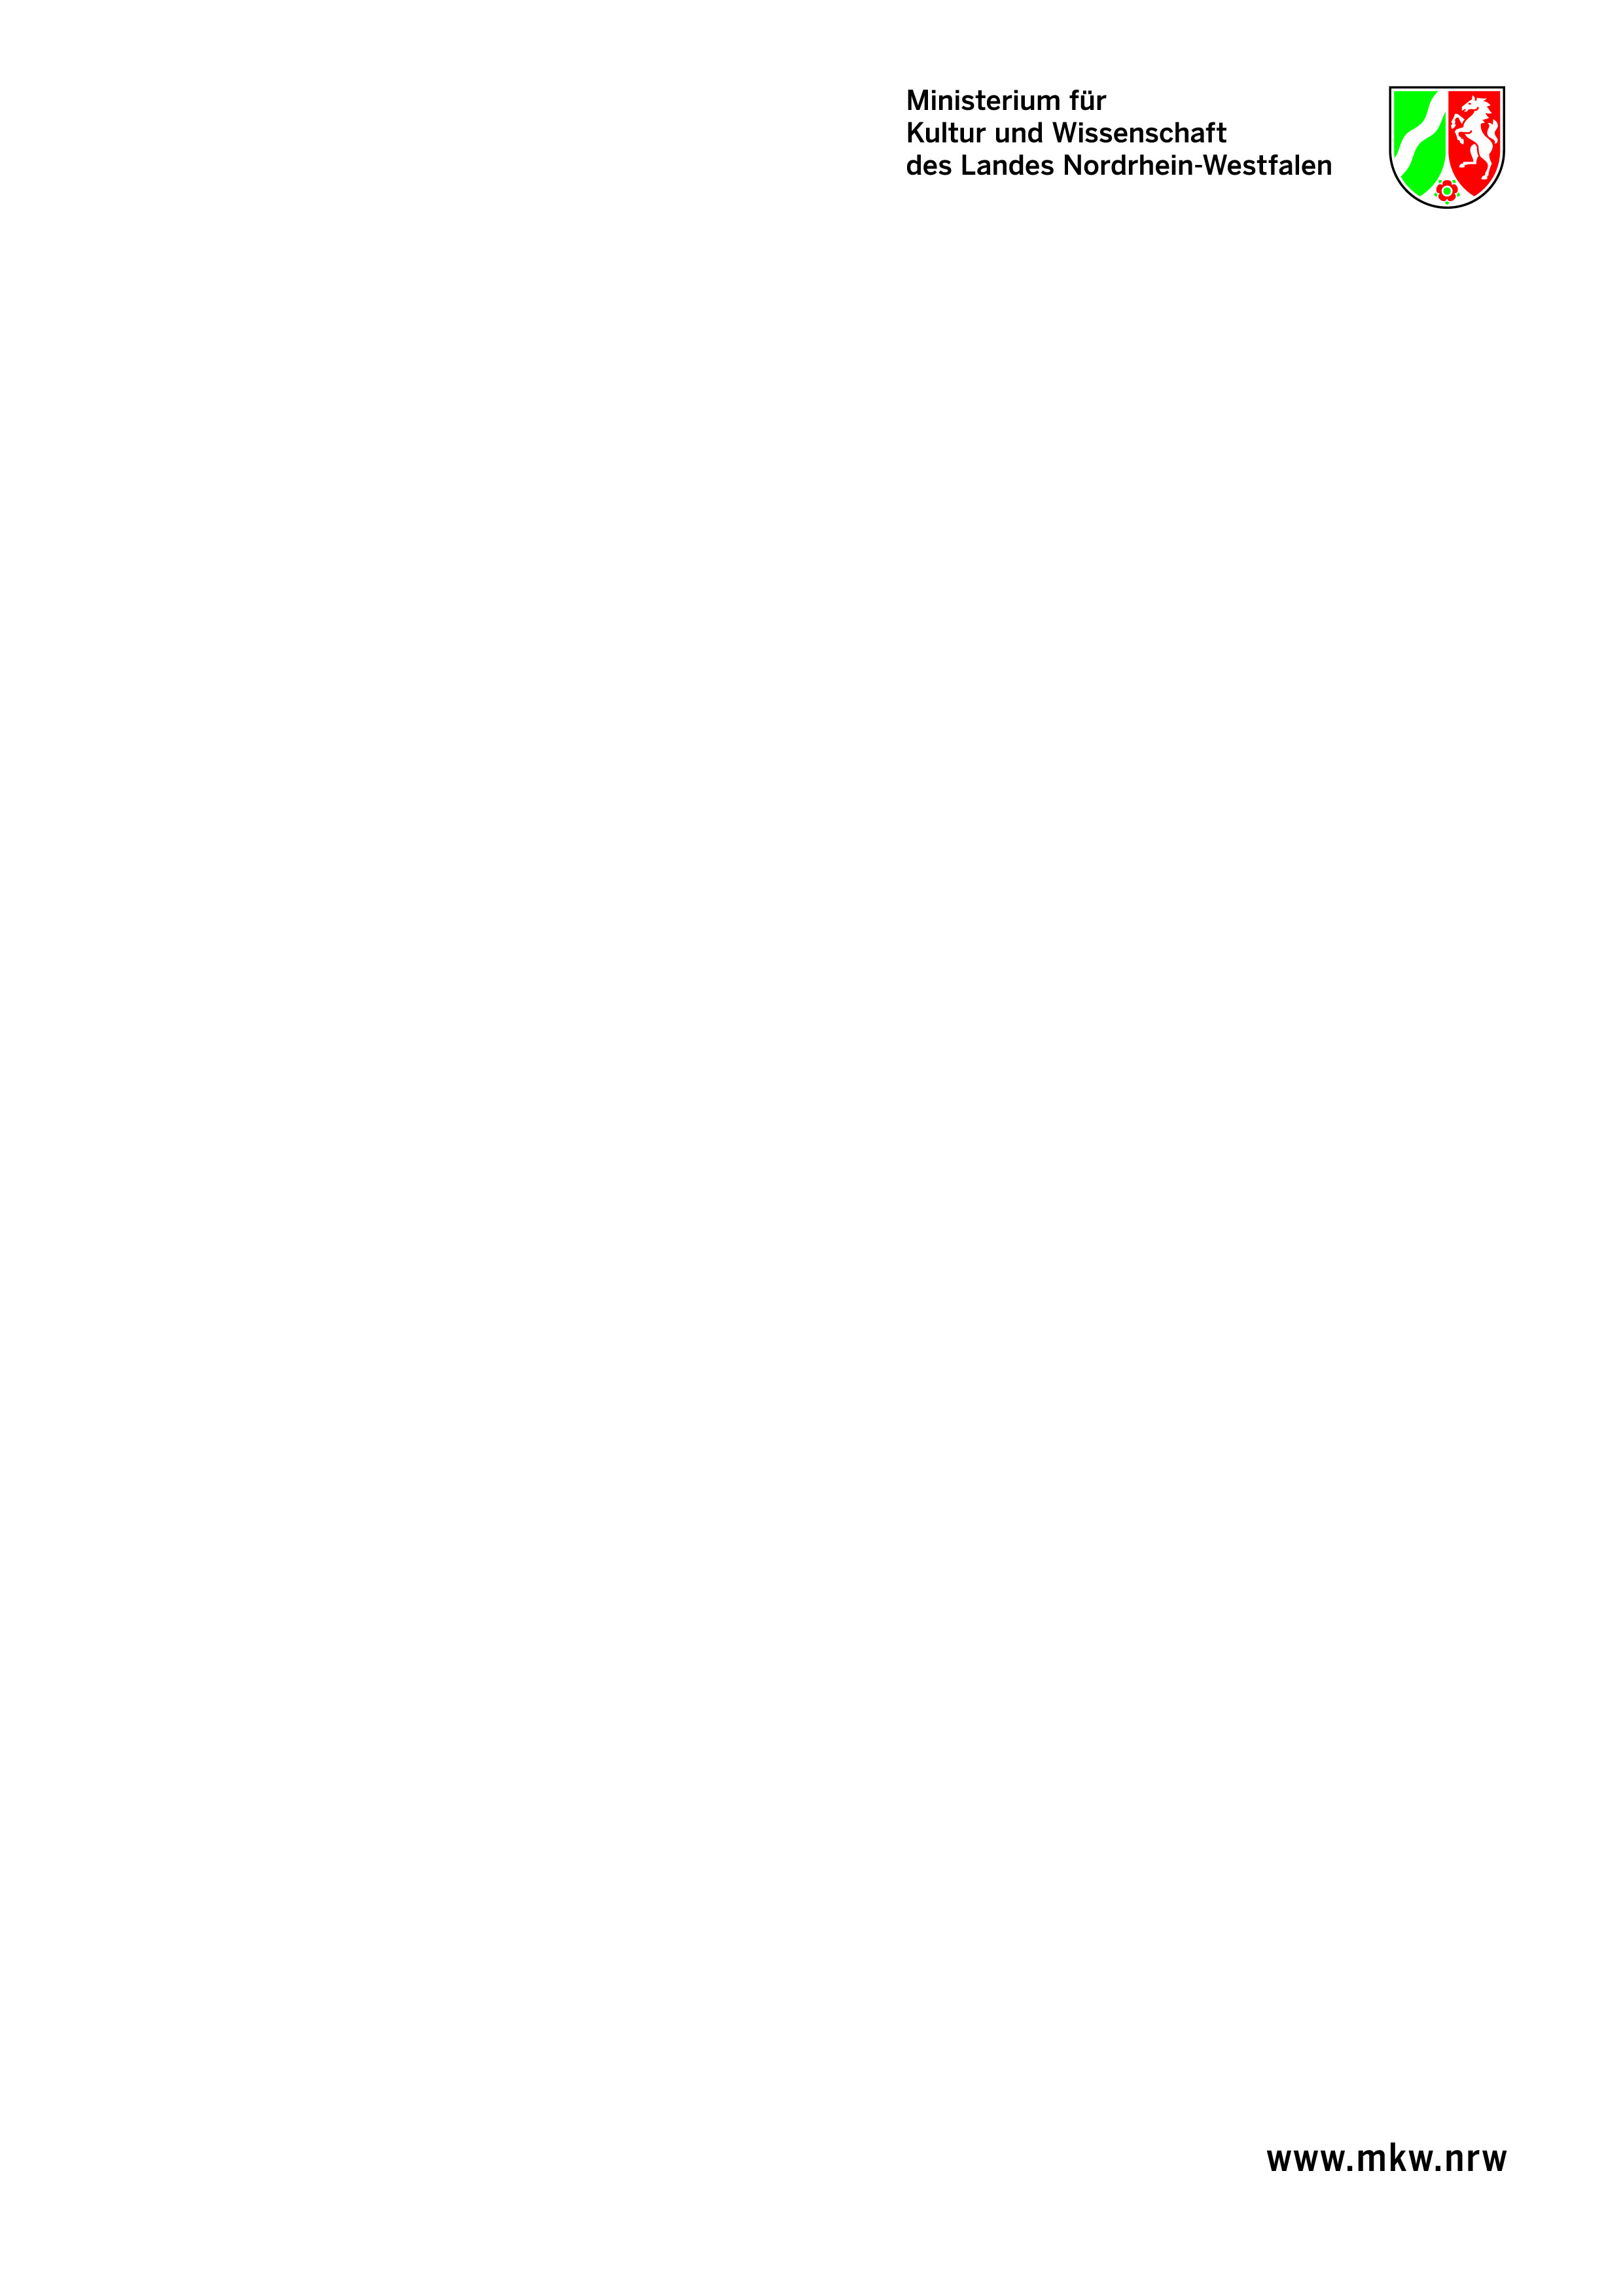 Ministerium für
Kultur und Wissenschaft
des Landes Nordrhein-Westfalen
www.mkw.nrw